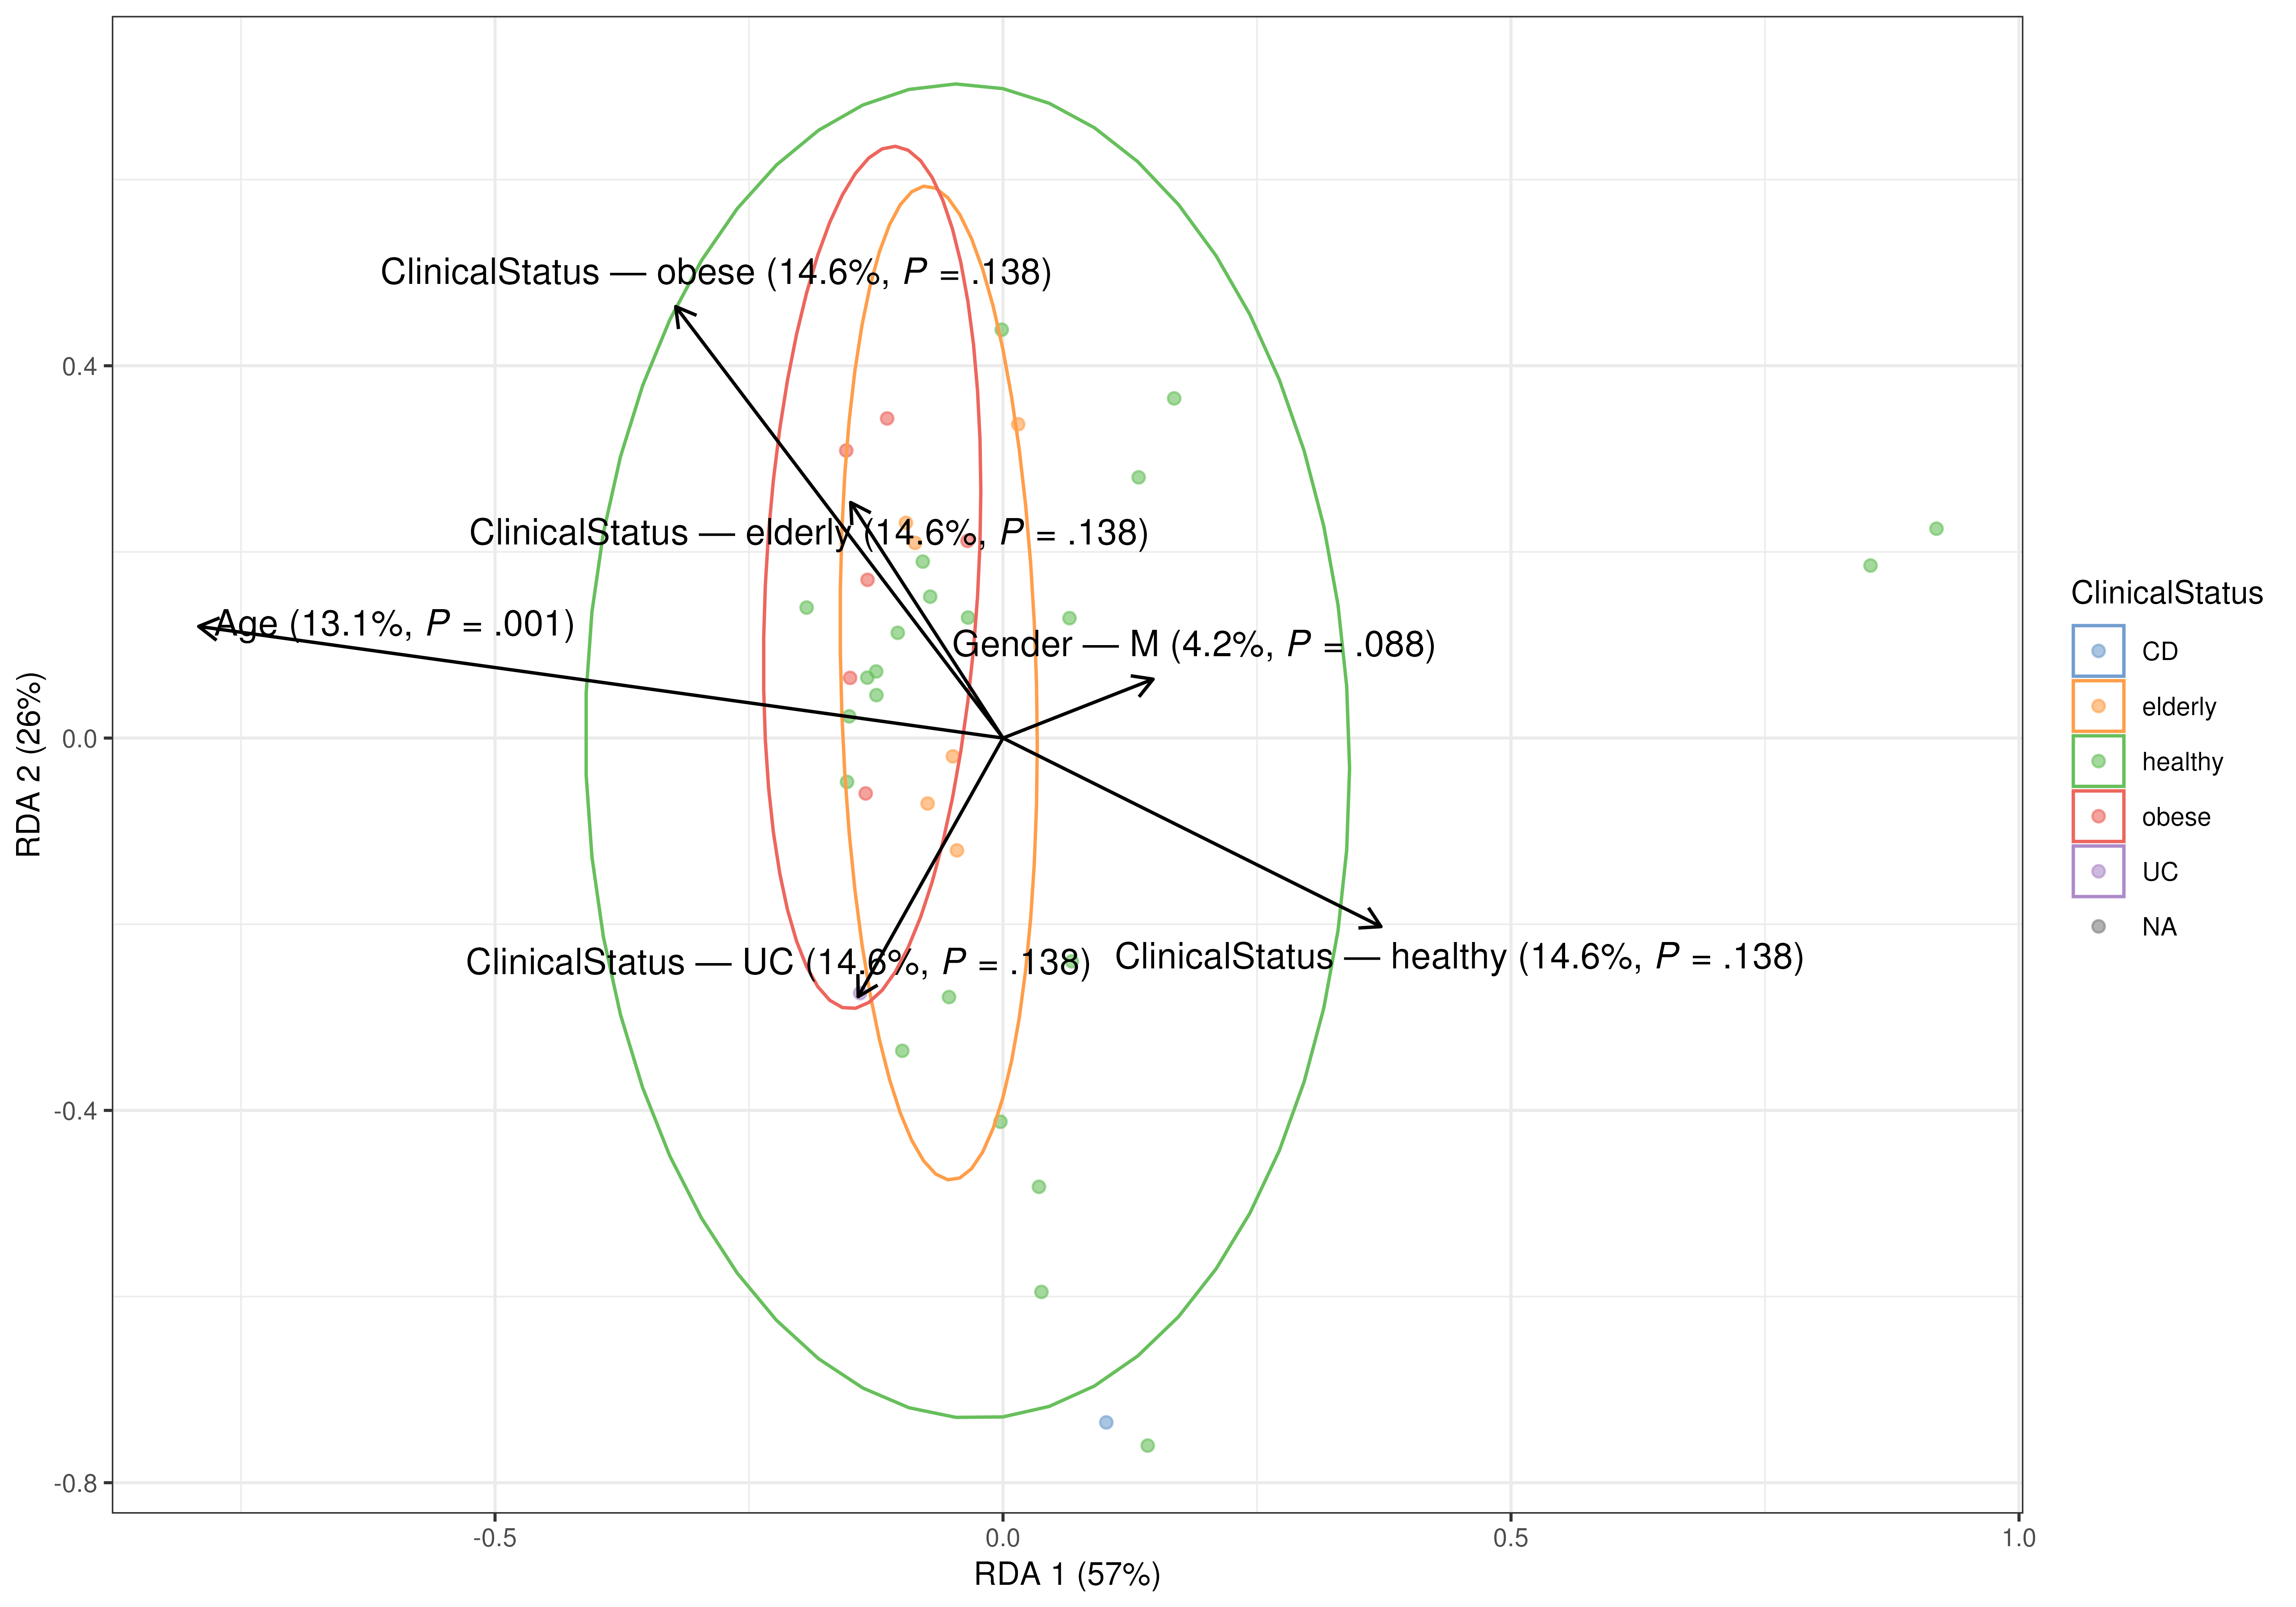 ClinicalStatus — obese (14.6%, P = .138)
ClinicalStatus — elderly (14.6%, P = .138)
Age (13.1%, P = .001)
Gender — M (4.2%, P = .088)
ClinicalStatus — UC (14.6%, P = .138)
ClinicalStatus — healthy (14.6%, P = .138)
RDA 2 (26%)
0.4
0.0
-0.4
-0.8
-0.5
0.0
0.5
1.0
RDA 1 (57%)
ClinicalStatus
CD
elderly
healthy
obese
UC
NA